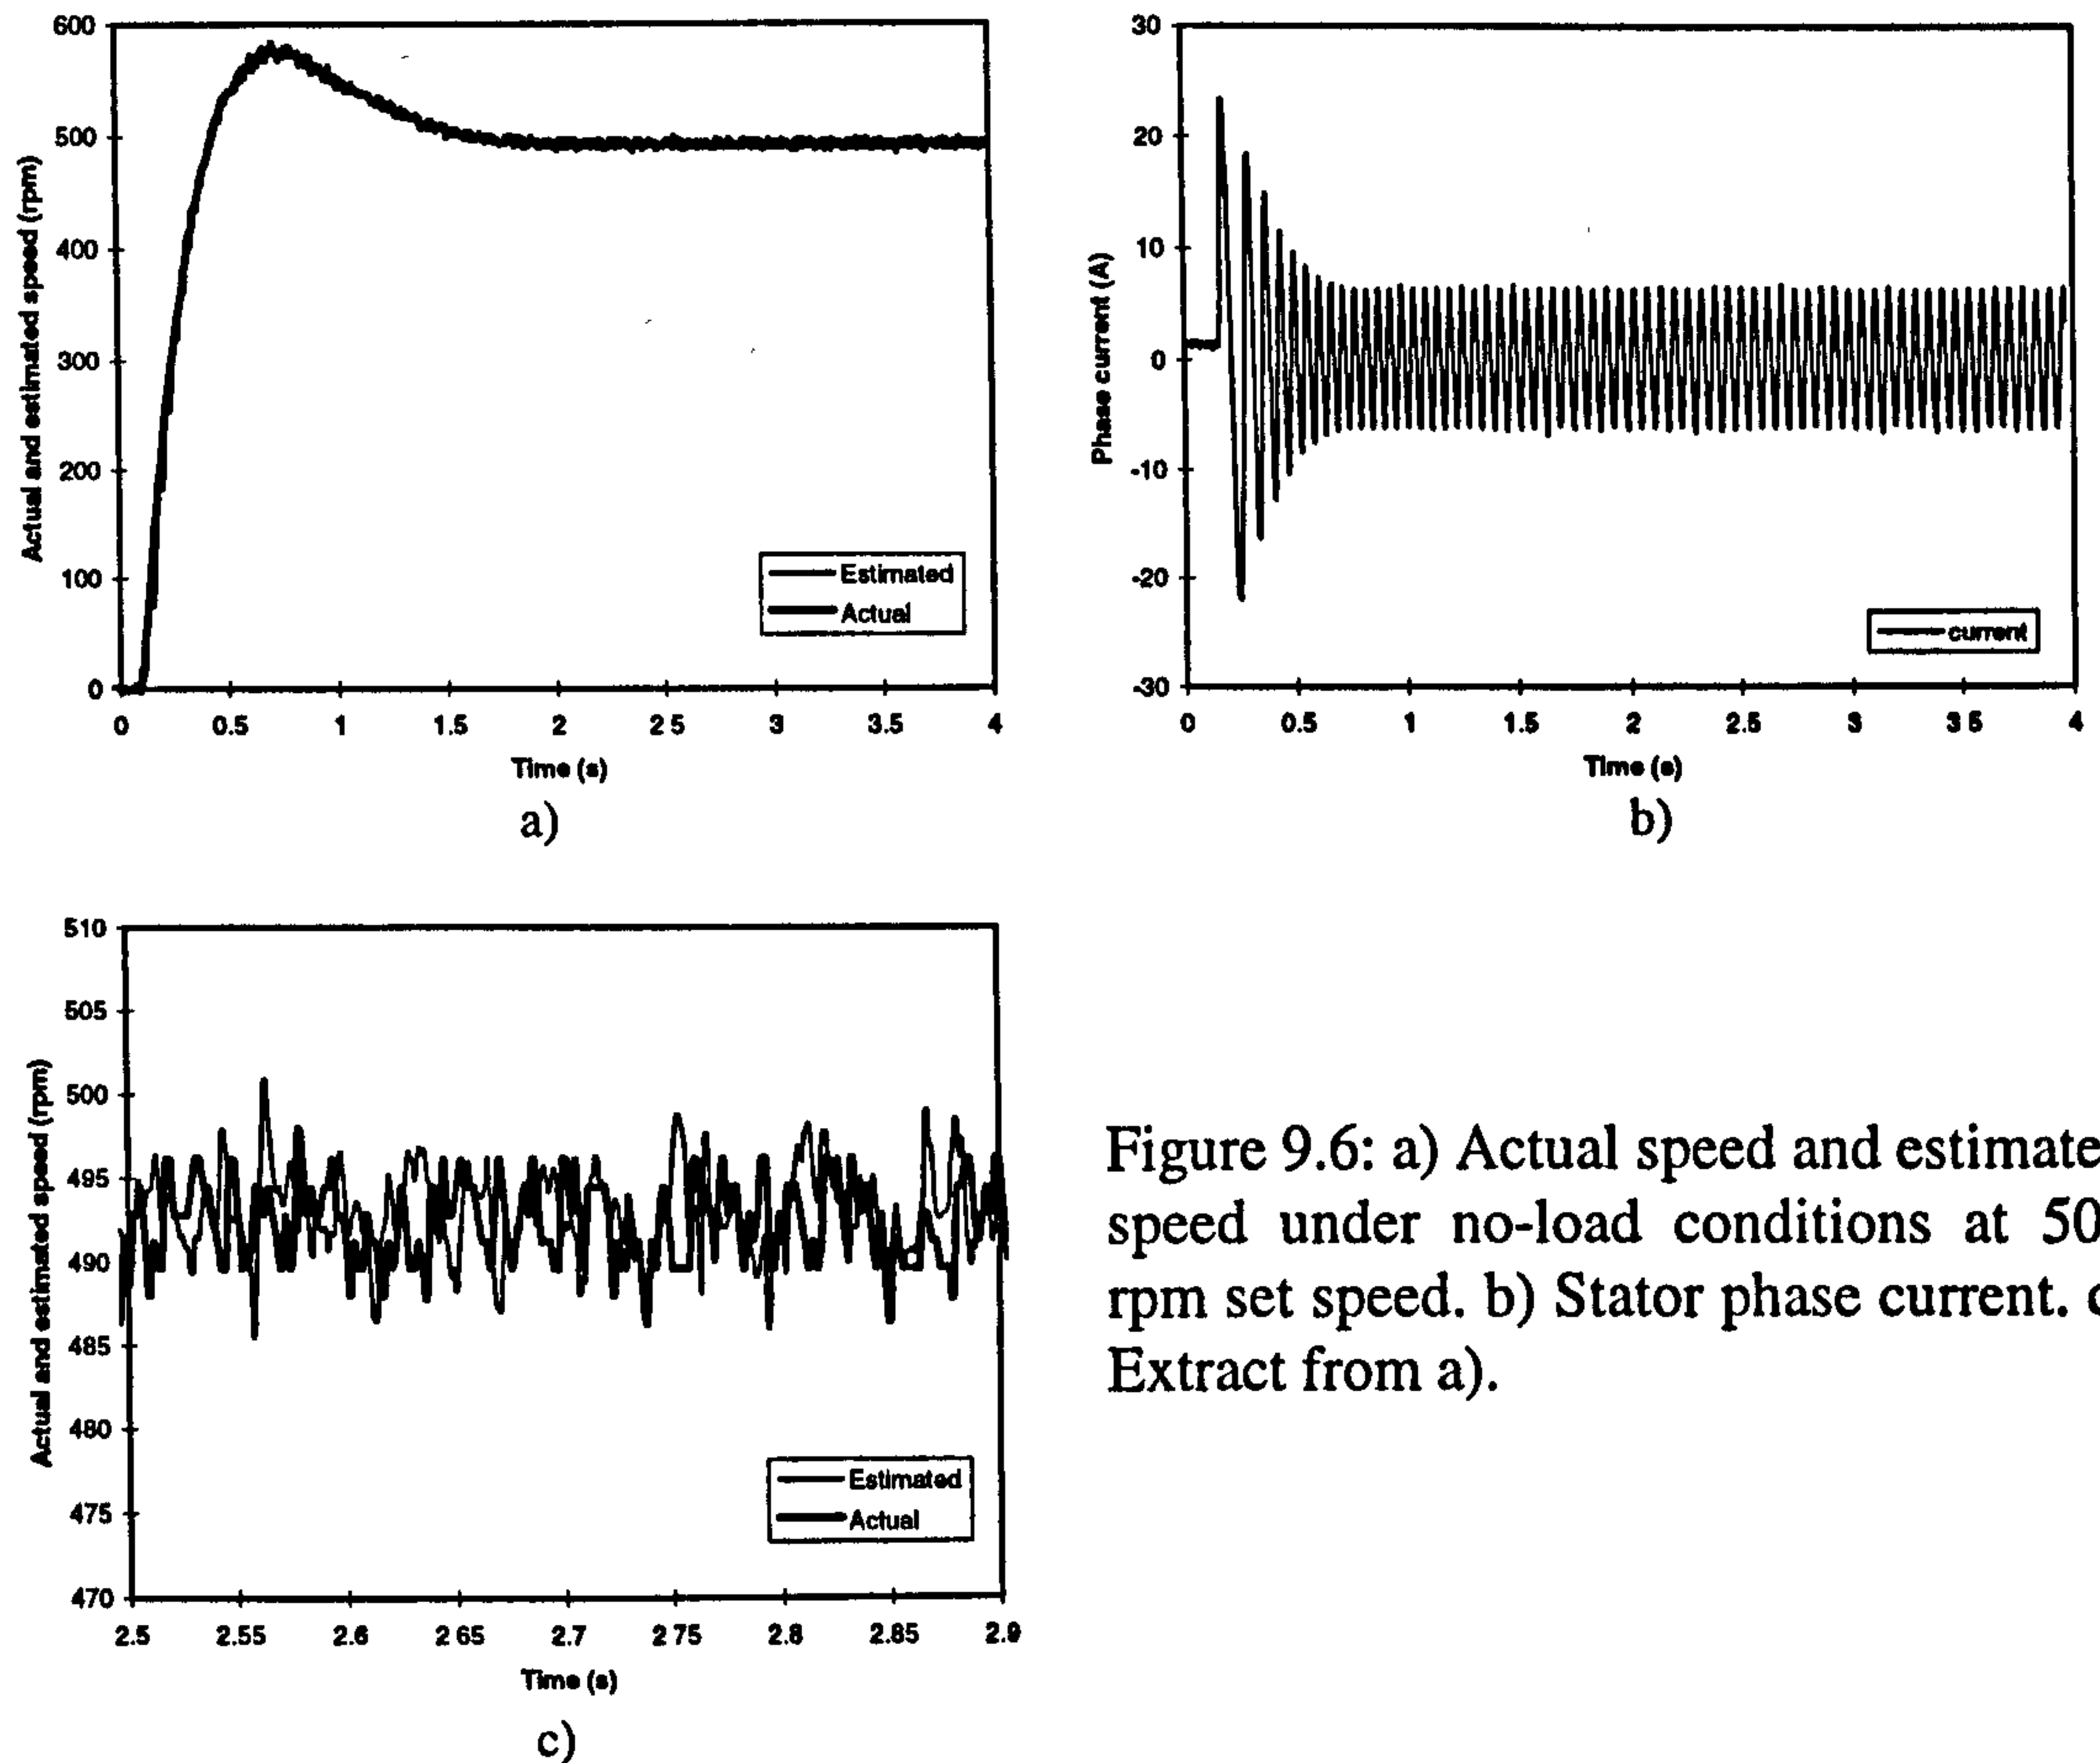 600
500
400
300
200
100
0
Actual and estimated speed (rpm)
Estimated
Actual
0 0.5 1 1.5 2 2 5 3 3.5 4
Time (s)
a)
30
20
10
0
-10
-20
-30
Phase current (A)
current
0 0.5 1 1.5 2 2.5 3 3 5 4
Time (s)
b)
510
505
500
495
490
485
480
475
470
Actual and estimated speed (rpm)
Estimated
Actual
2.5 2.55 2.6 2 65 2.7 2 75 2.8 2.85 2.9
Time (s)
c)
Figure 9.6: a) Actual speed and estimate
speed under no-load conditions at 50
rpm set speed. b) Stator phase current. c
Extract from a).